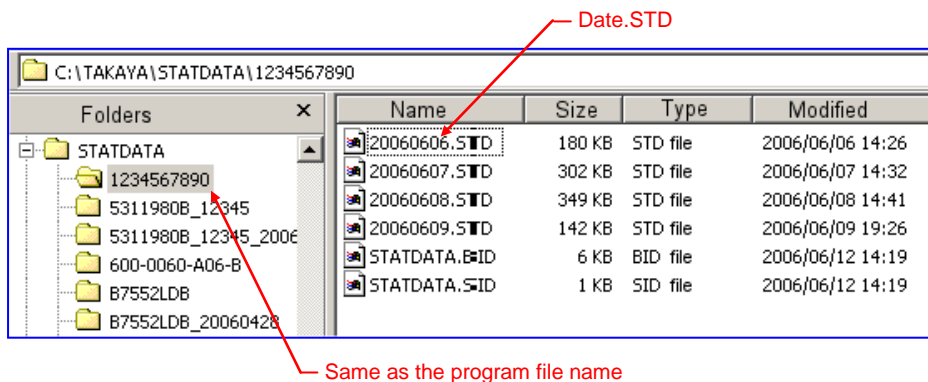 Date.STD
C:\TAKAYA\STATDATA\1234567890
Folders × Name Size Type Modified
STATDATA
1234567890
5311980B_12345
5311980B_12345_2006
600-0060-A06-B
B7552LDB
B7552LDB_20060428
20060606.STD 180 KB STD file 2006/06/06 14:26
20060607.STD 302 KB STD file 2006/06/07 14:32
20060608.STD 349 KB STD file 2006/06/08 14:41
20060609.STD 142 KB STD file 2006/06/09 19:26
STATDATA.BID 6 KB BID file 2006/06/12 14:19
STATDATA.SID 1 KB SID file 2006/06/12 14:19
Same as the program file name